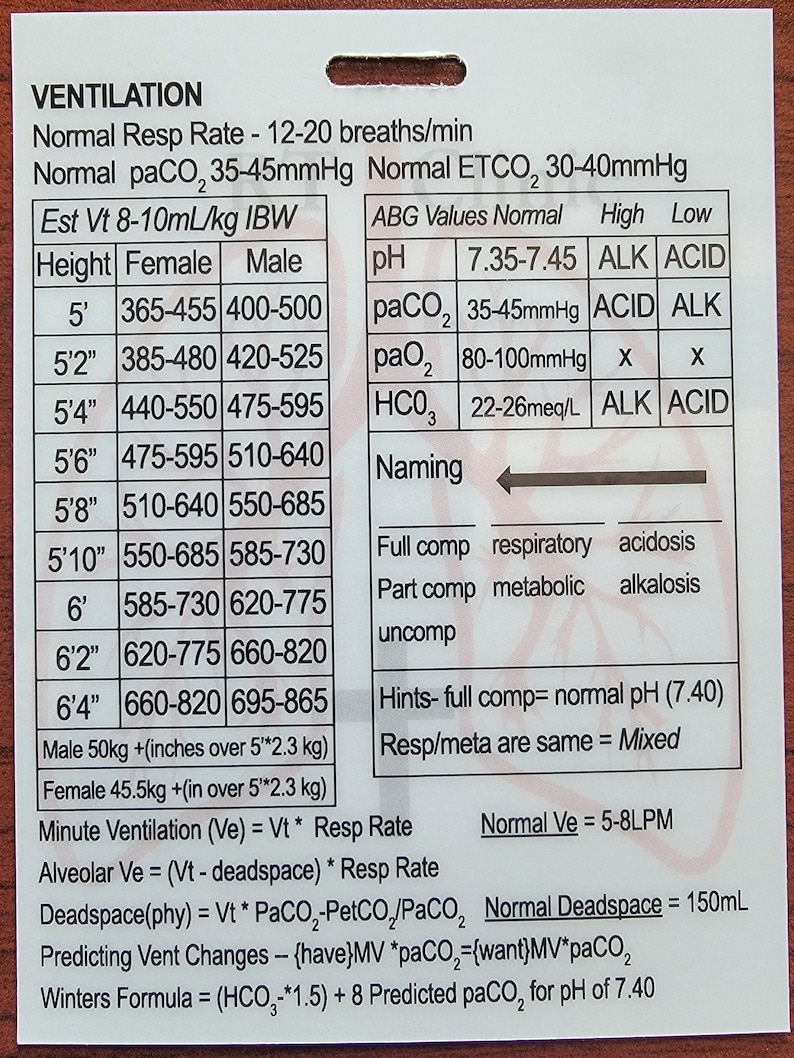 VENTILATION
Normal Resp Rate - 12-20 breaths/min
Normal paCO2 35-45mmHg Normal ETCO2 30-40mmHg
Est Vt 8-10mL/kg IBW
Height Female Male
5' 365-455 400-500
5'2” 385-480 420-525
5'4” 440-550 475-595
5'6” 475-595 510-640
5'8” 510-640 550-685
5'10” 550-685 585-730
6' 585-730 620-775
6'2” 620-775 660-820
6'4” 660-820 695-865
Male 50kg +(inches over 5'*2.3 kg)
Female 45.5kg +(in over 5'*2.3 kg)
ABG Values Normal High Low
pH 7.35-7.45 ALK ACID
paCO2 35-45mmHg ACID ALK
paO2 80-100mmHg x x
HC03 22-26meq/L ALK ACID
Naming
Full comp respiratory acidosis
Part comp metabolic alkalosis
uncomp
Hints- full comp= normal pH (7.40)
Resp/meta are same = Mixed
Minute Ventilation (Ve) = Vt * Resp Rate Normal Ve = 5-8LPM
Alveolar Ve = (Vt - deadspace) * Resp Rate
Deadspace(phy) = Vt * PaCO2-PetCO2/PaCO2 Normal Deadspace = 150mL
Predicting Vent Changes – {have}MV *paCO2={want}MV*paCO2
Winters Formula = (HCO3-*1.5) + 8 Predicted paCO2 for pH of 7.40